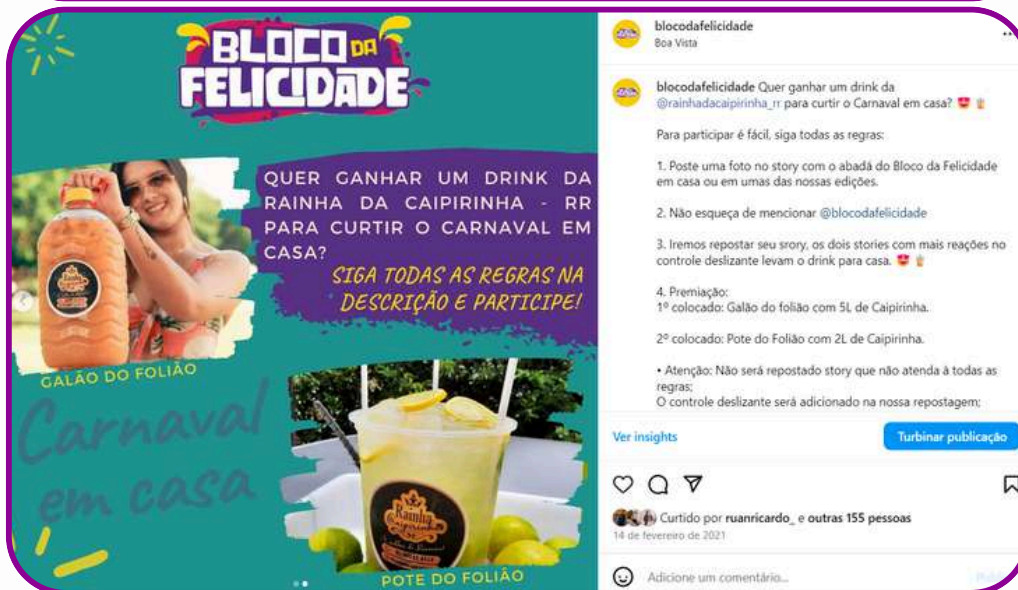 BLOCO DA
FELICIDADE
QUER GANHAR UM DRINK DA
RAINHA DA CAIPIRINHA - RR
PARA CURTIR O CARNAVAL EM
CASA?
SIGA TODAS AS REGRAS NA
DESCRIÇÃO E PARTICIPE!
GALÃO DO FOLIÃO
Carnaval
em casa
Rainha
Caipirinha
POTE DO FOLIÃO
blocodafelicidade
Boa Vista
blocodafelicidade Quer ganhar um drink da
@rainhadacaipirinha_rr para curtir o Carnaval em casa?
Para participar é fácil, siga todas as regras:
1. Poste uma foto no story com o abadá do Bloco da Felicidade
em casa ou em umas das nossas edições.
2. Não esqueça de mencionar @blocodafelicidade
3. Iremos repostar seu srory, os dois stories com mais reações no
controle deslizante levam o drink para casa.
4. Premiação:
1º colocado: Galão do folião com 5L de Caipirinha.
2º colocado: Pote do Folião com 2L de Caipirinha.
• Atenção: Não será repostado story que não atenda à todas as
regras;
O controle deslizante será adicionado na nossa repostagem;
Ver insights
Turbinar publicação
Curtido por ruanricardo_ e outras 155 pessoas
14 de fevereiro de 2021
Adicione um comentário...